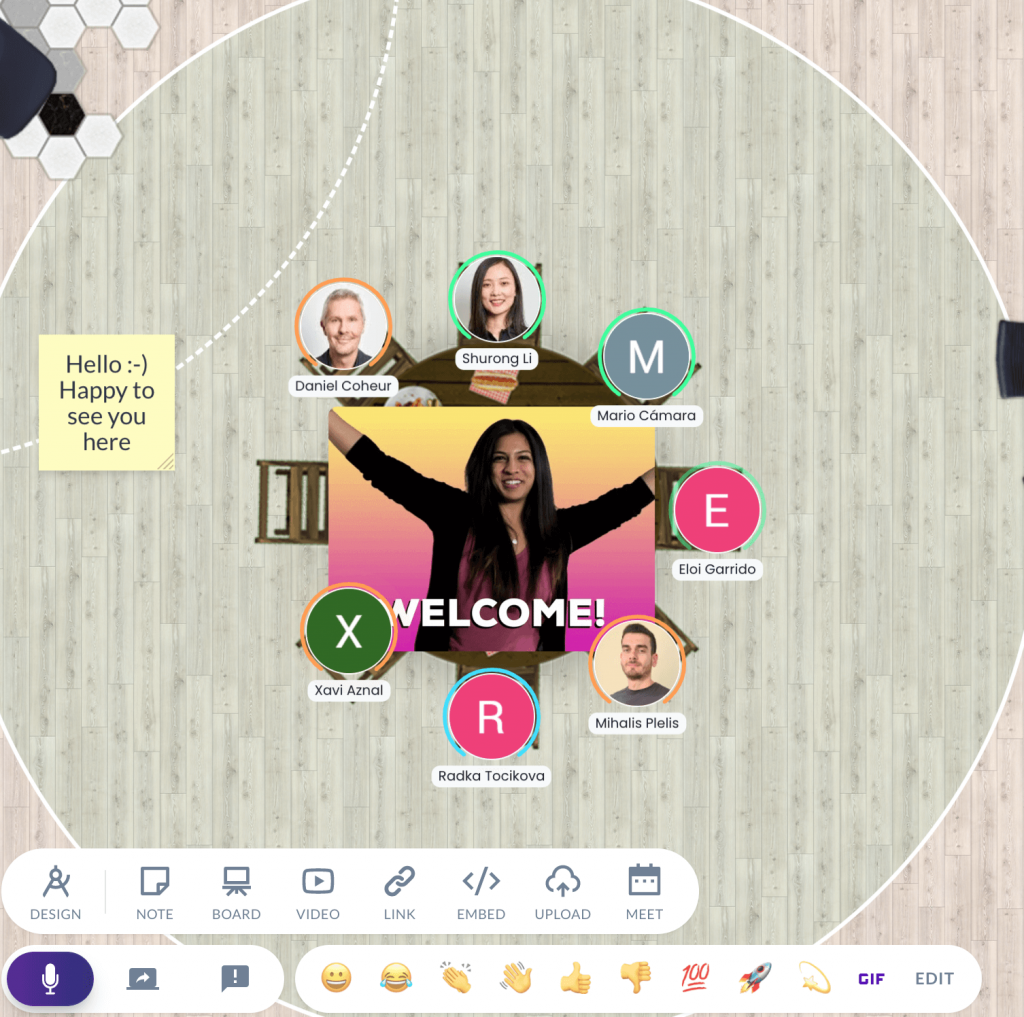 Hello :-)
Happy to
see you
here
Daniel Coheur
Shurong Li
M
Mario Cámara
E
Eloi Garrido
WELCOME!
X
Xavi Aznal
Mihalis Plelis
R
Radka Tocikova
DESIGN
NOTE
BOARD
VIDEO
LINK
EMBED
UPLOAD
MEET
100
GIF
EDIT